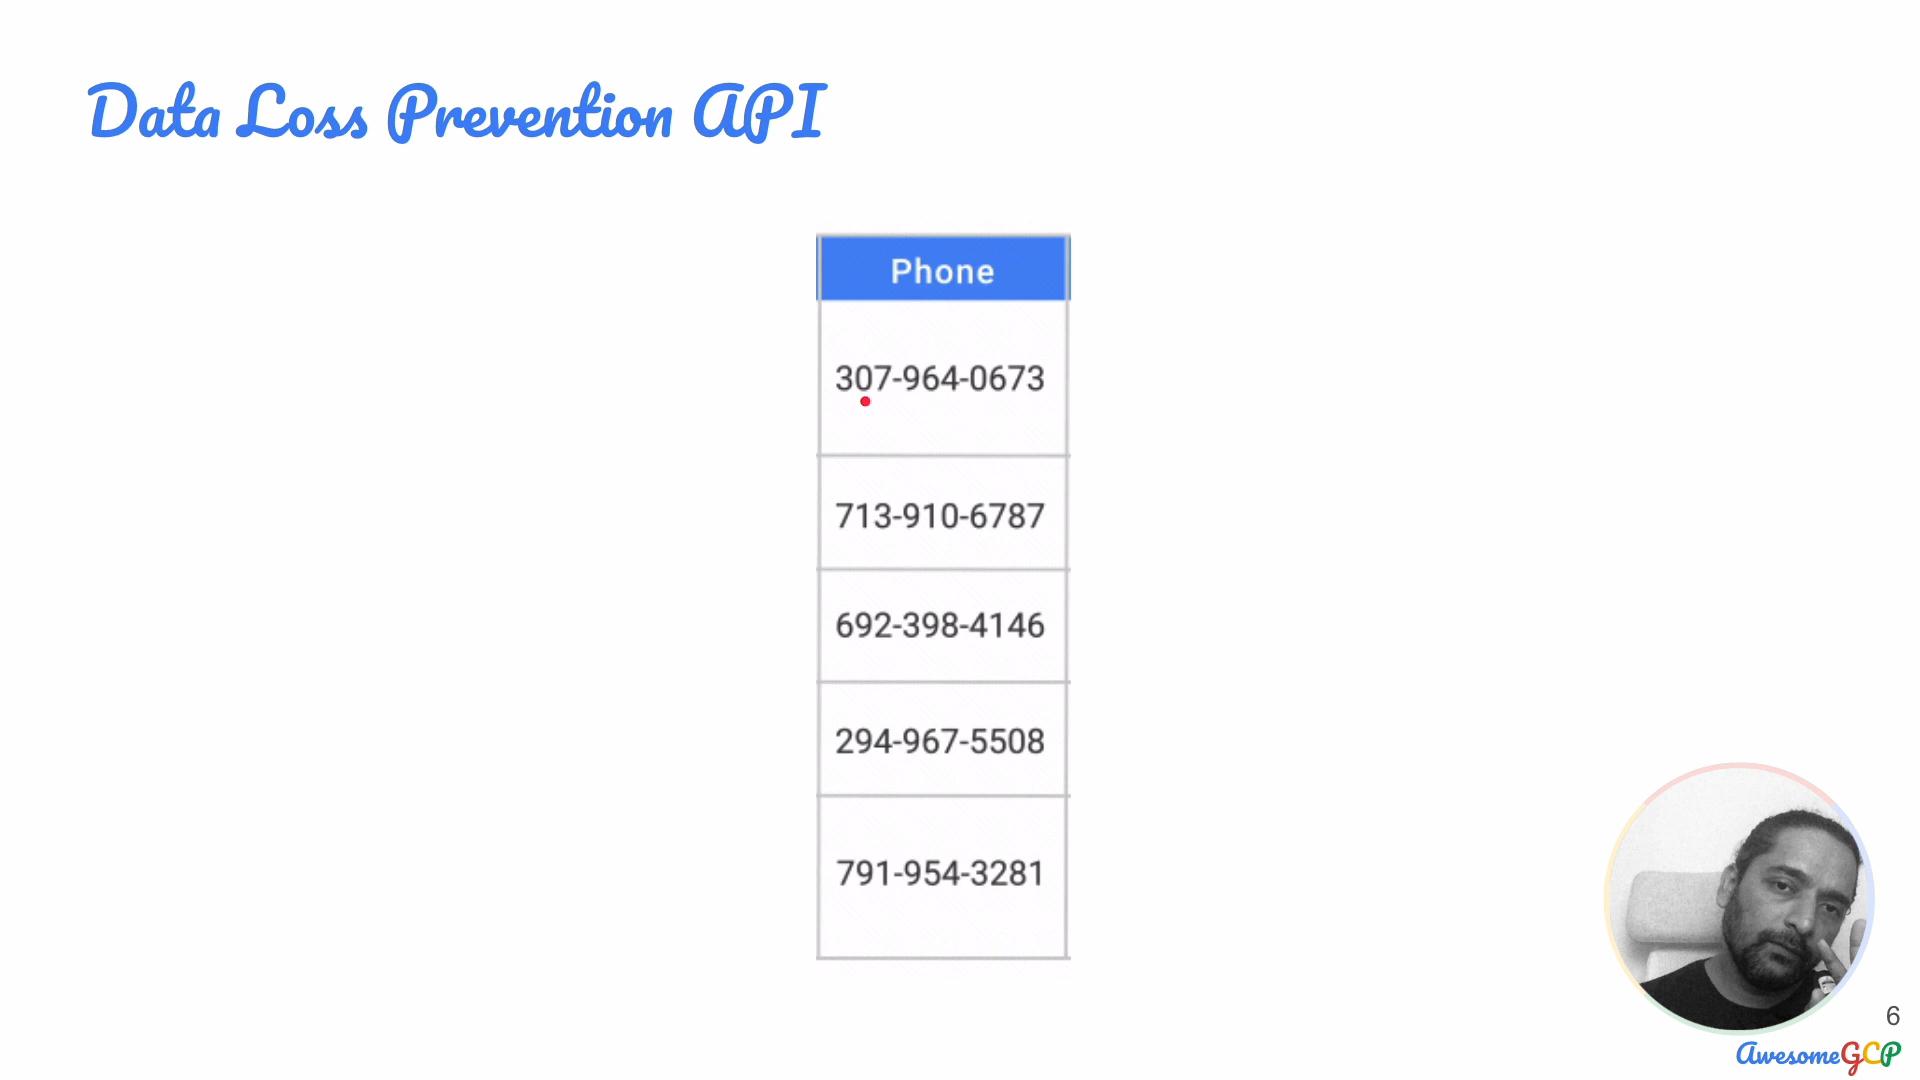 Data Loss Prevention API
Phone
307-964-0673
713-910-6787
692-398-4146
294-967-5508
791-954-3281
6
AwesomeGCP